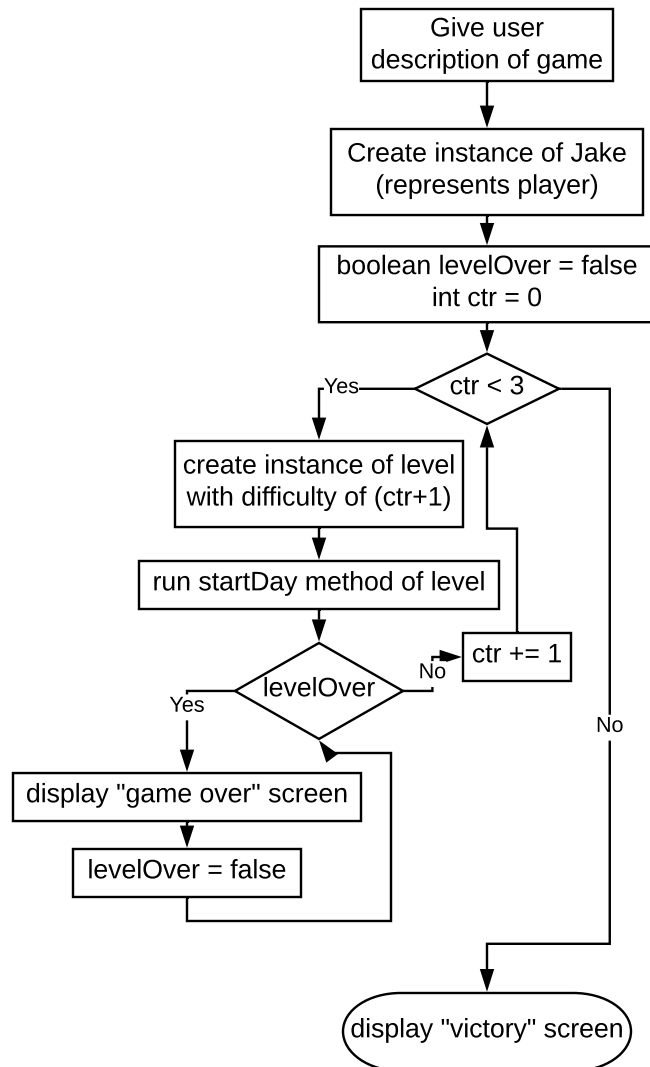 Give user
description of game
Create instance of Jake
(represents player)
boolean levelOver = false
int ctr = 0
ctr < 3
Yes
create instance of level
with difficulty of (ctr+1)
run startDay method of level
levelOver
No
ctr += 1
Yes
No
display "game over" screen
levelOver = false
display "victory" screen